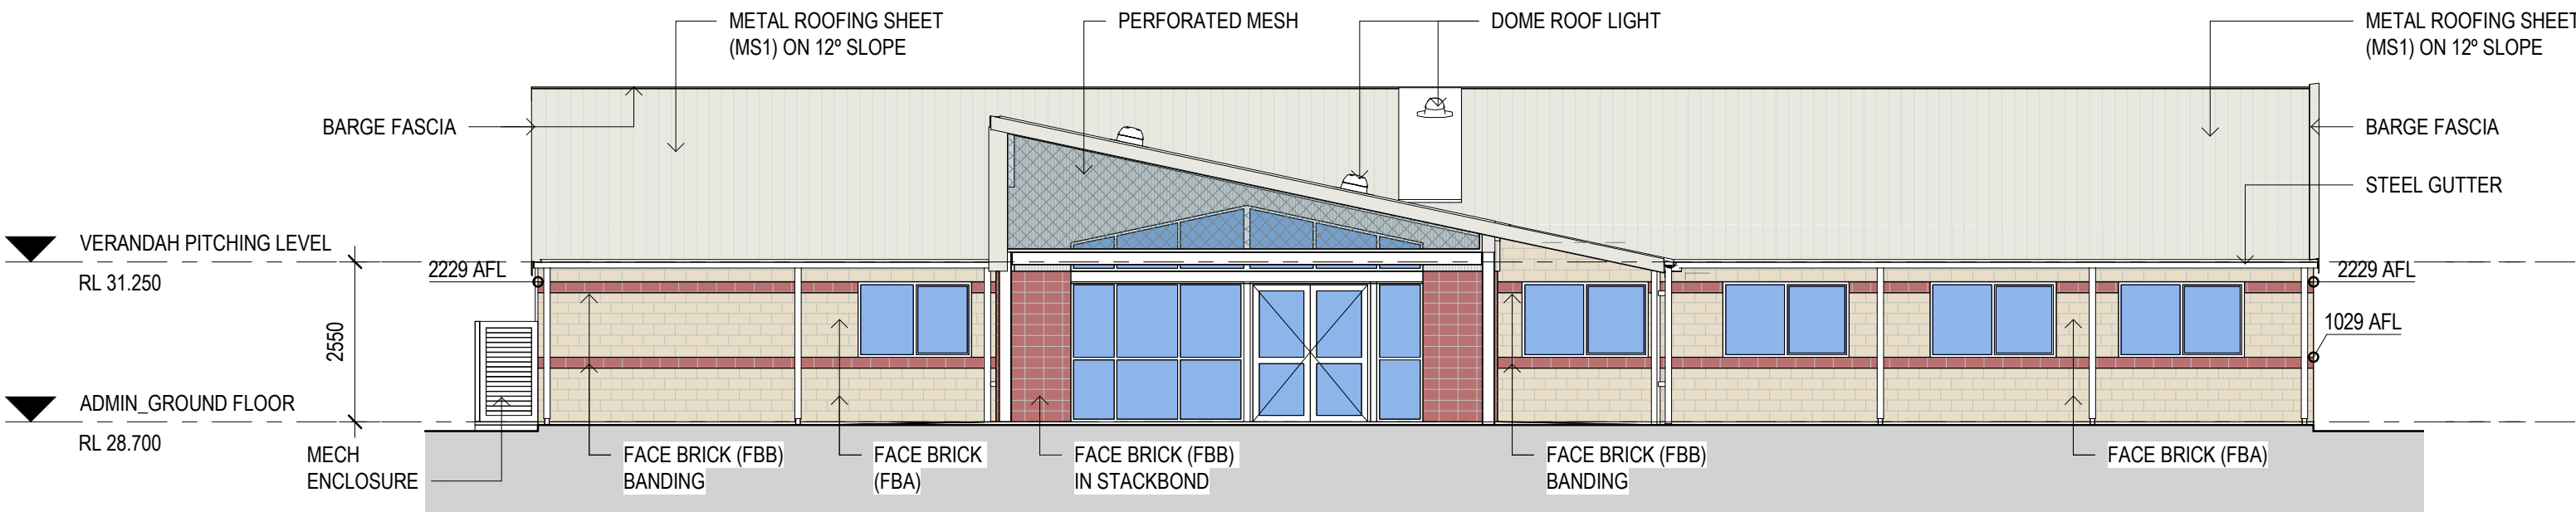 METAL ROOFING SHEET
(MS1) ON 12º SLOPE
PERFORATED MESH
DOME ROOF LIGHT
METAL ROOFING SHEET
(MS1) ON 12º SLOPE
BARGE FASCIA
BARGE FASCIA
STEEL GUTTER
VERANDAH PITCHING LEVEL
RL 31.250
2229 AFL
2229 AFL
1029 AFL
2550
ADMIN_GROUND FLOOR
RL 28.700
MECH
ENCLOSURE
FACE BRICK (FBB)
BANDING
FACE BRICK
(FBA)
FACE BRICK (FBB)
IN STACKBOND
FACE BRICK (FBB)
BANDING
FACE BRICK (FBA)